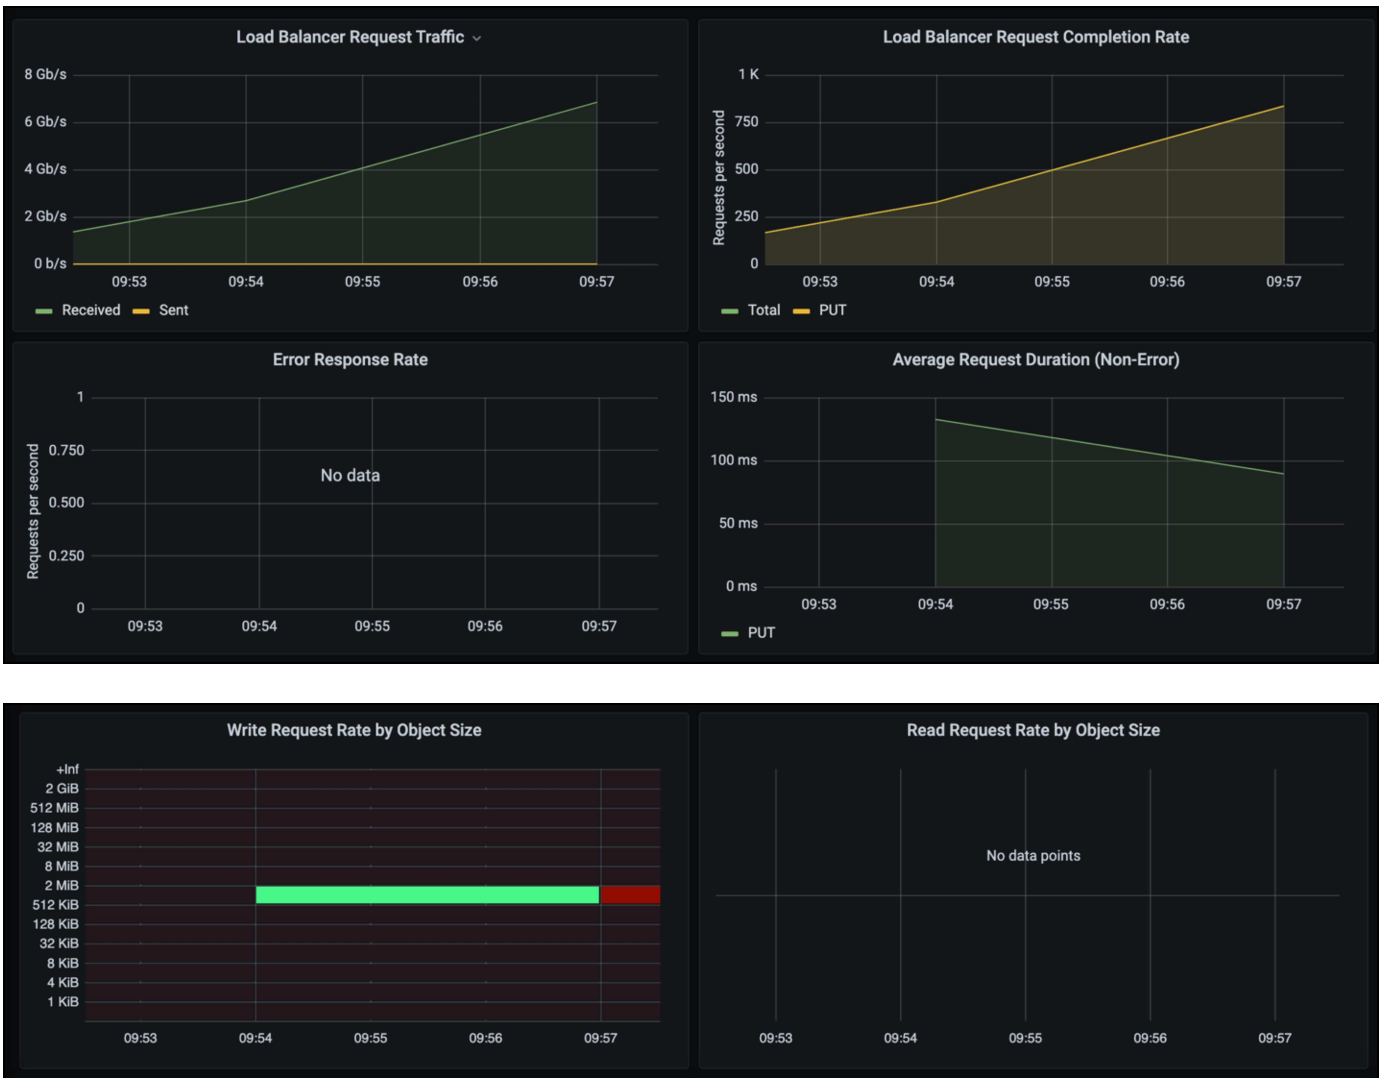 Load Balancer Request Traffic
8 Gb/s
6 Gb/s
4 Gb/s
2 Gb/s
0 b/s
09:53 09:54 09:55 09:56 09:57
Received Sent
Load Balancer Request Completion Rate
Requests per second
1 K
750
500
250
0
09:53 09:54 09:55 09:56 09:57
Total PUT
Error Response Rate
Requests per second
1
0.750
0.500
0.250
0
No data
09:53 09:54 09:55 09:56 09:57
Average Request Duration (Non-Error)
150 ms
100 ms
50 ms
0 ms
09:53 09:54 09:55 09:56 09:57
PUT
Write Request Rate by Object Size
+Inf
2 GiB
512 MiB
128 MiB
32 MiB
8 MiB
2 MiB
512 KiB
128 KiB
32 KiB
8 KiB
4 KiB
1 KiB
09:53 09:54 09:55 09:56 09:57
Read Request Rate by Object Size
No data points
09:53 09:54 09:55 09:56 09:57